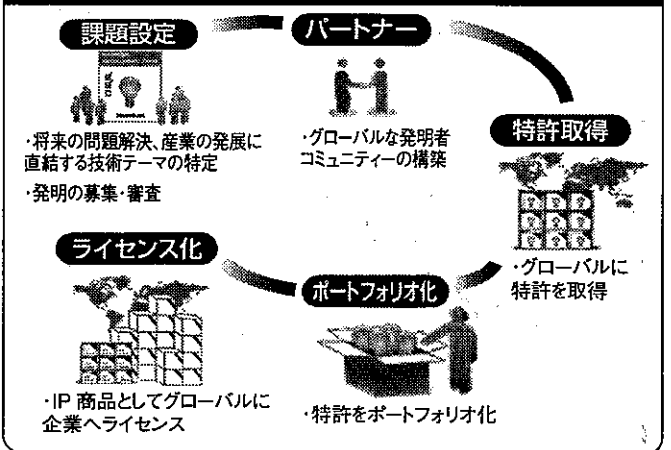 課題設定
・将来の問題解決、産業の発展に
直結する技術テーマの特定
・発明の募集・審査
パートナー
・グローバルな発明者
コミュニティーの構築
特許取得
・グローバルに
特許を取得
ポートフォリオ化
・特許をポートフォリオ化
ライセンス化
・IP 商品としてグローバルに
企業へライセンス